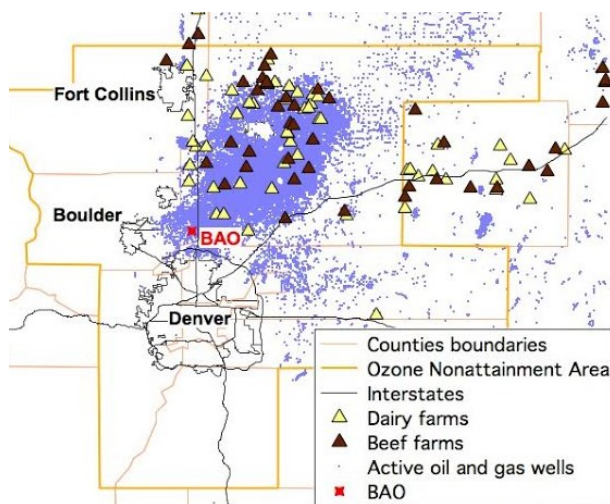 Fort Collins
Boulder
BAO
Denver
Counties boundaries
Ozone Nonattainment Area
Interstates
Dairy farms
Beef farms
Active oil and gas wells
BAO